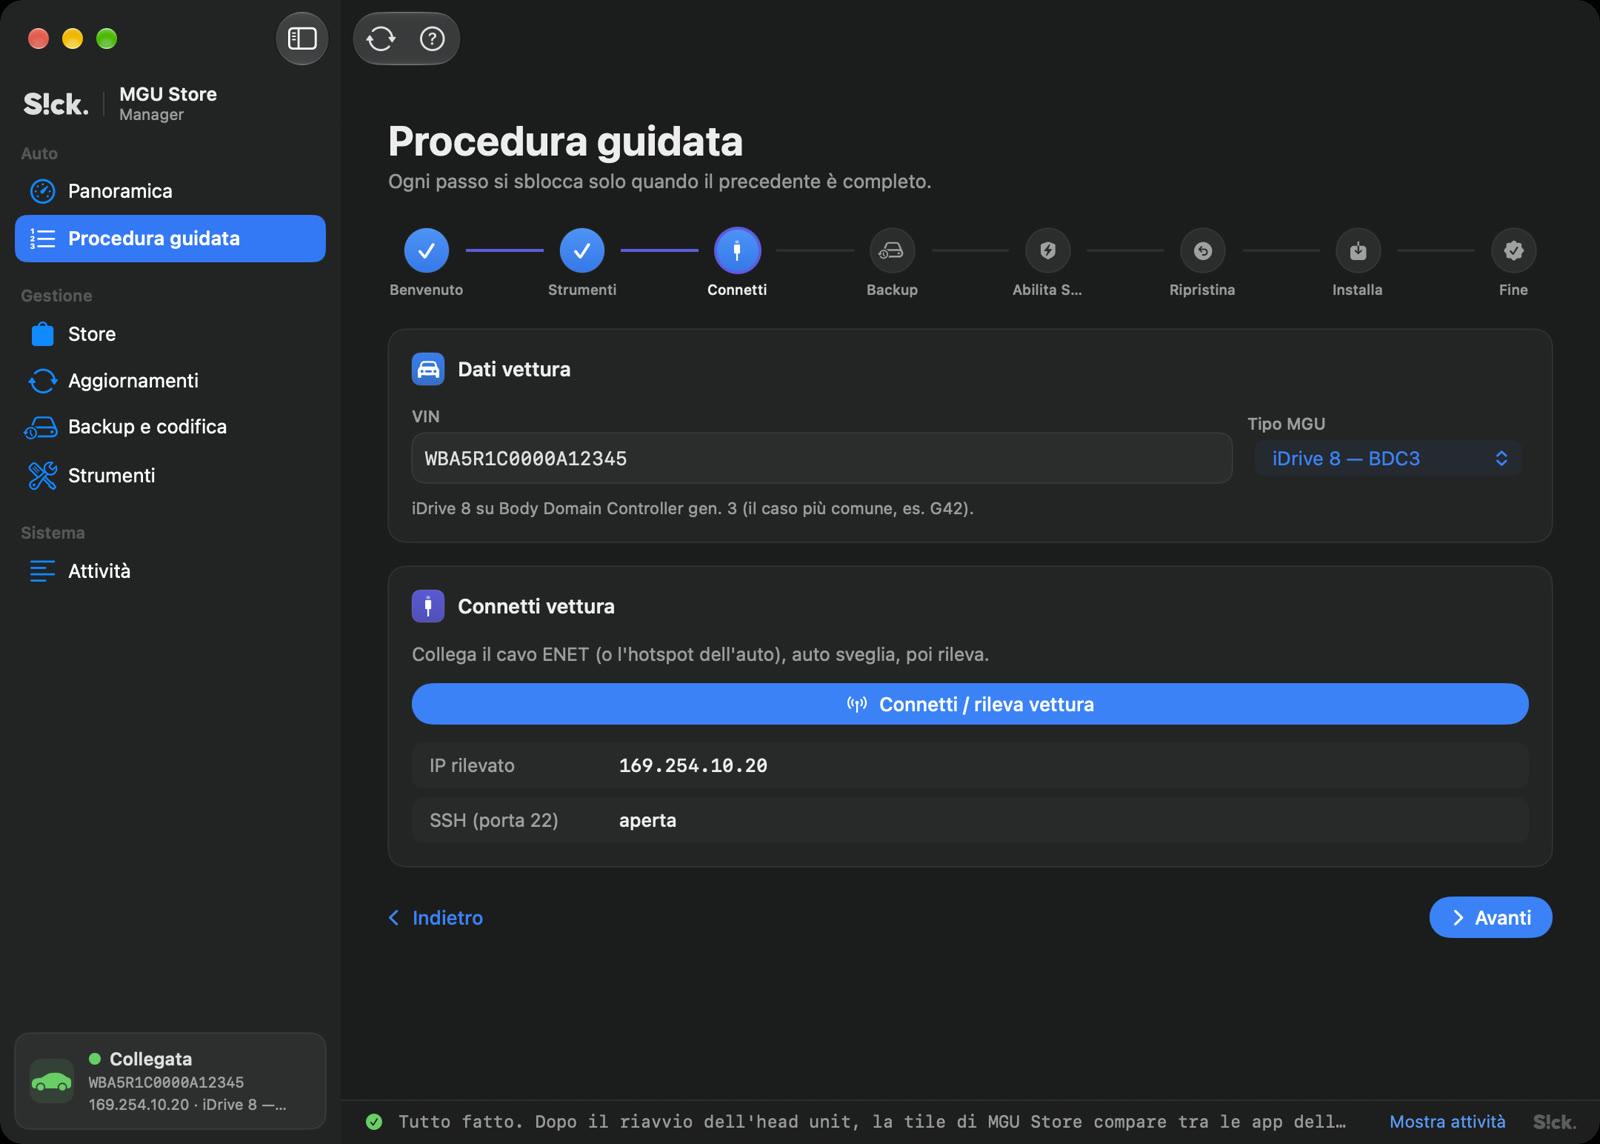 S!ck.
MGU Store
Manager
Auto
Panoramica
Procedura guidata
Gestione
Store
Aggiornamenti
Backup e codifica
Strumenti
Sistema
Attività
Collegata
WBA5R1C0000A12345
169.254.10.20 · iDrive 8 —...
Procedura guidata
Ogni passo si sblocca solo quando il precedente è completo.
Benvenuto
Strumenti
Connetti
Backup
Abilita S...
Ripristina
Installa
Fine
Dati vettura
VIN
Tipo MGU
WBA5R1C0000A12345
iDrive 8 — BDC3
iDrive 8 su Body Domain Controller gen. 3 (il caso più comune, es. G42).
Connetti vettura
Collega il cavo ENET (o l'hotspot dell'auto), auto sveglia, poi rileva.
Connetti / rileva vettura
IP rilevato 169.254.10.20
SSH (porta 22) aperta
Indietro
Avanti
Tutto fatto. Dopo il riavvio dell'head unit, la tile di MGU Store compare tra le app dell…
Mostra attività
S!ck.